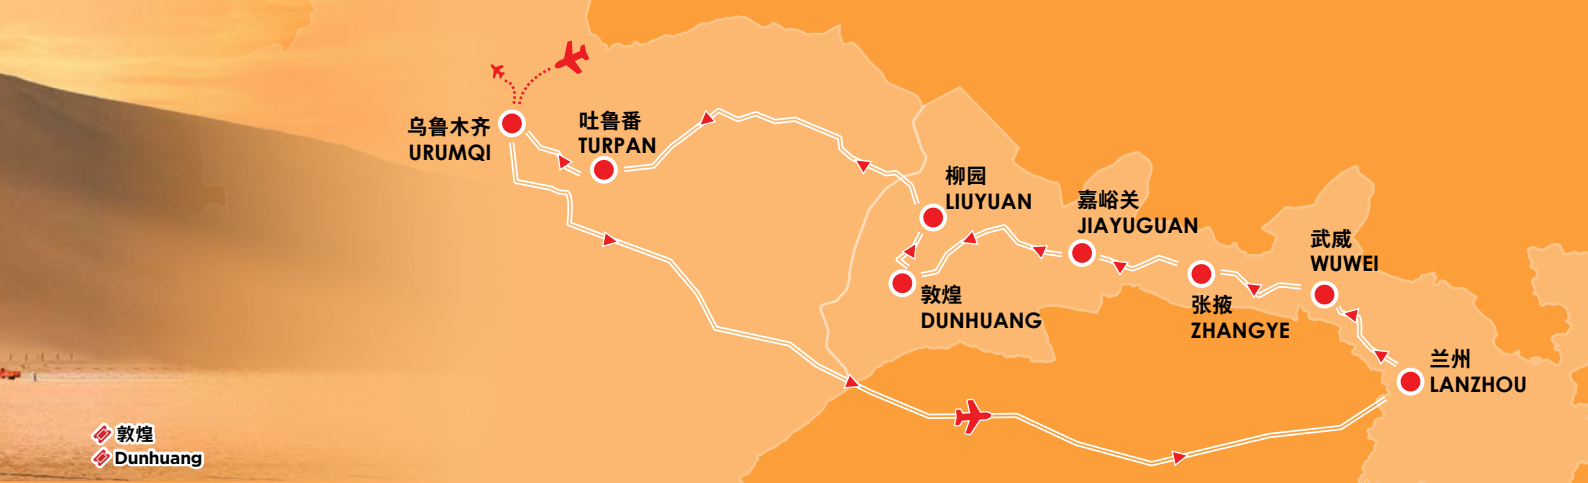 乌鲁木齐
URUMQI
吐鲁番
TURPAN
柳园
LIUYUAN
嘉峪关
JIAYUGUAN
武威
WUWEI
敦煌
DUNHUANG
张掖
ZHANGYE
兰州
LANZHOU
敦煌
Dunhuang